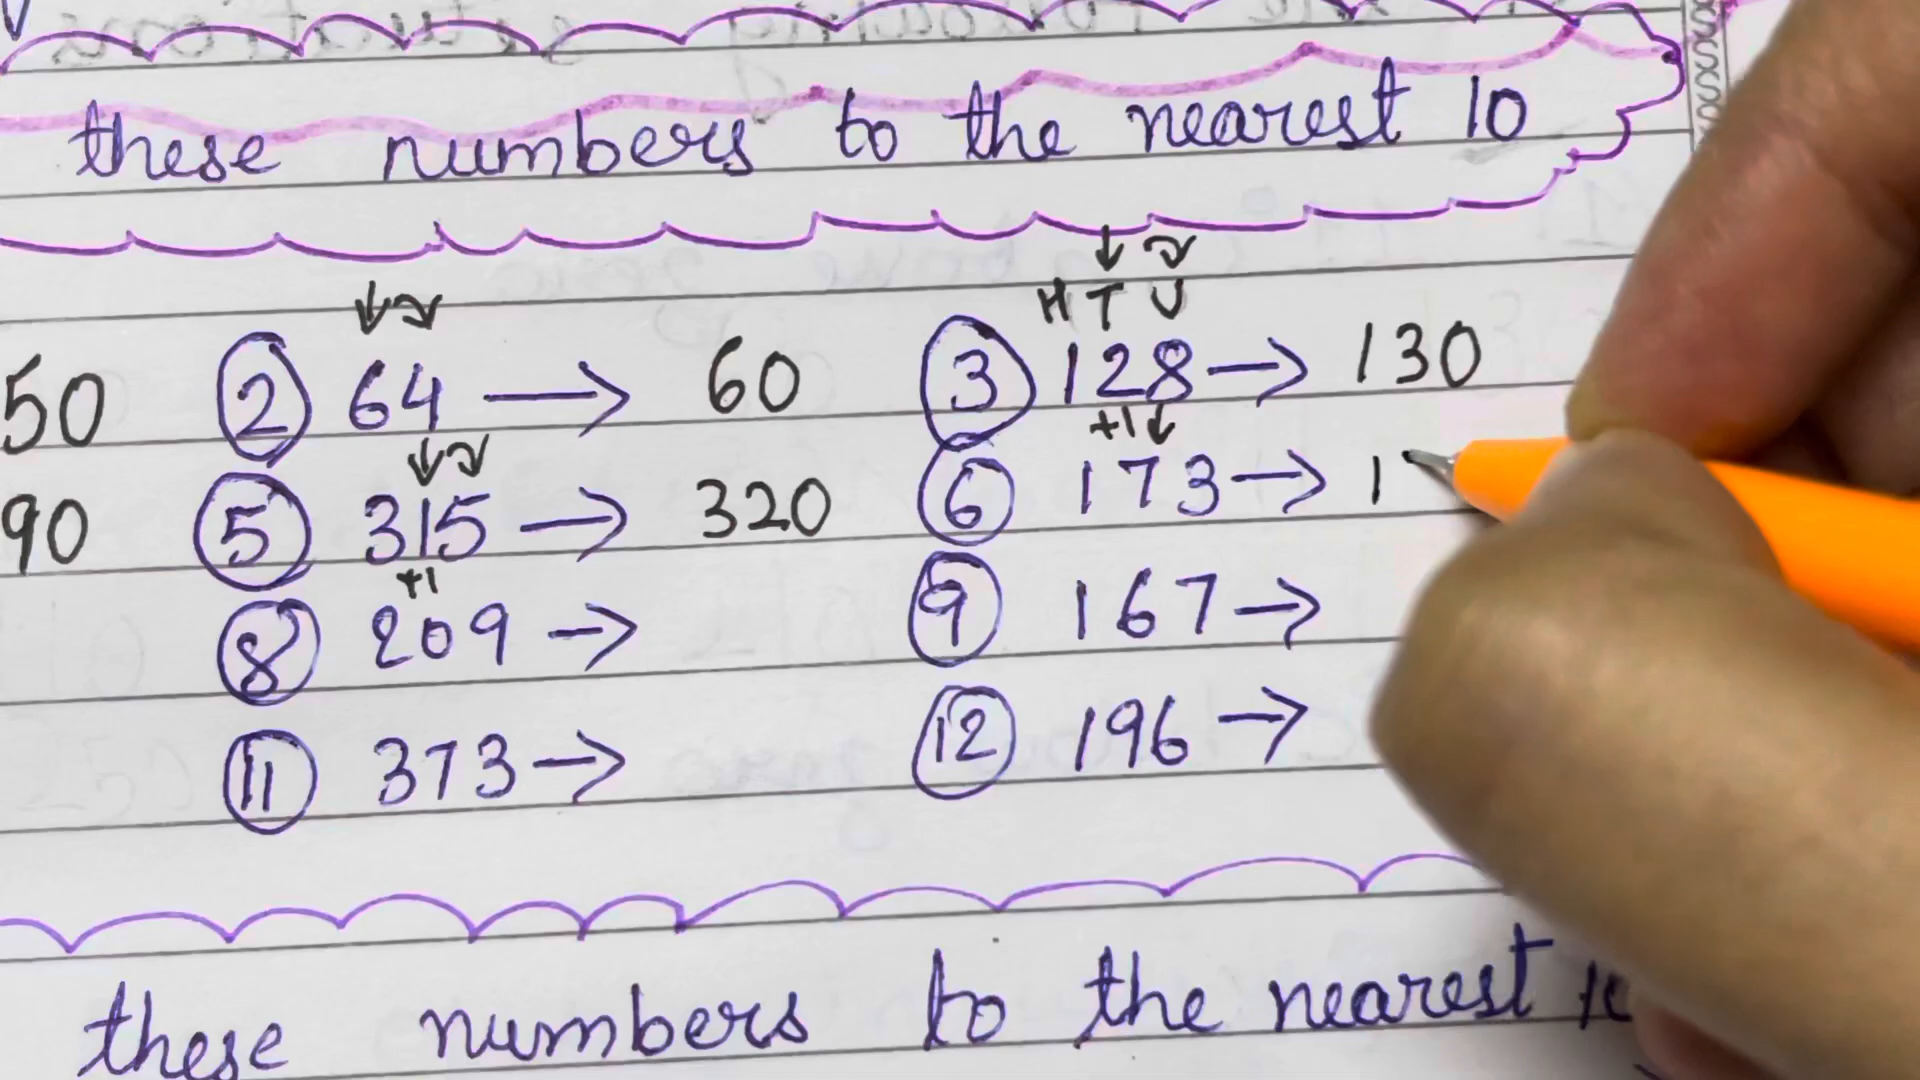 these numbers to the nearest 10
H T U
50 2 64 → 60 3 128 → 130
+1
90 5 315 → 320 6 173 → 1
+1
8 209 → 9 167 →
11 373 → 12 196 →
these numbers to the nearest